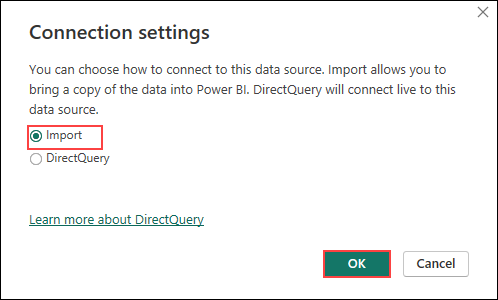 Connection settings
You can choose how to connect to this data source. Import allows you to
bring a copy of the data into Power BI. DirectQuery will connect live to this
data source.
Import
DirectQuery
Learn more about DirectQuery
OK
Cancel